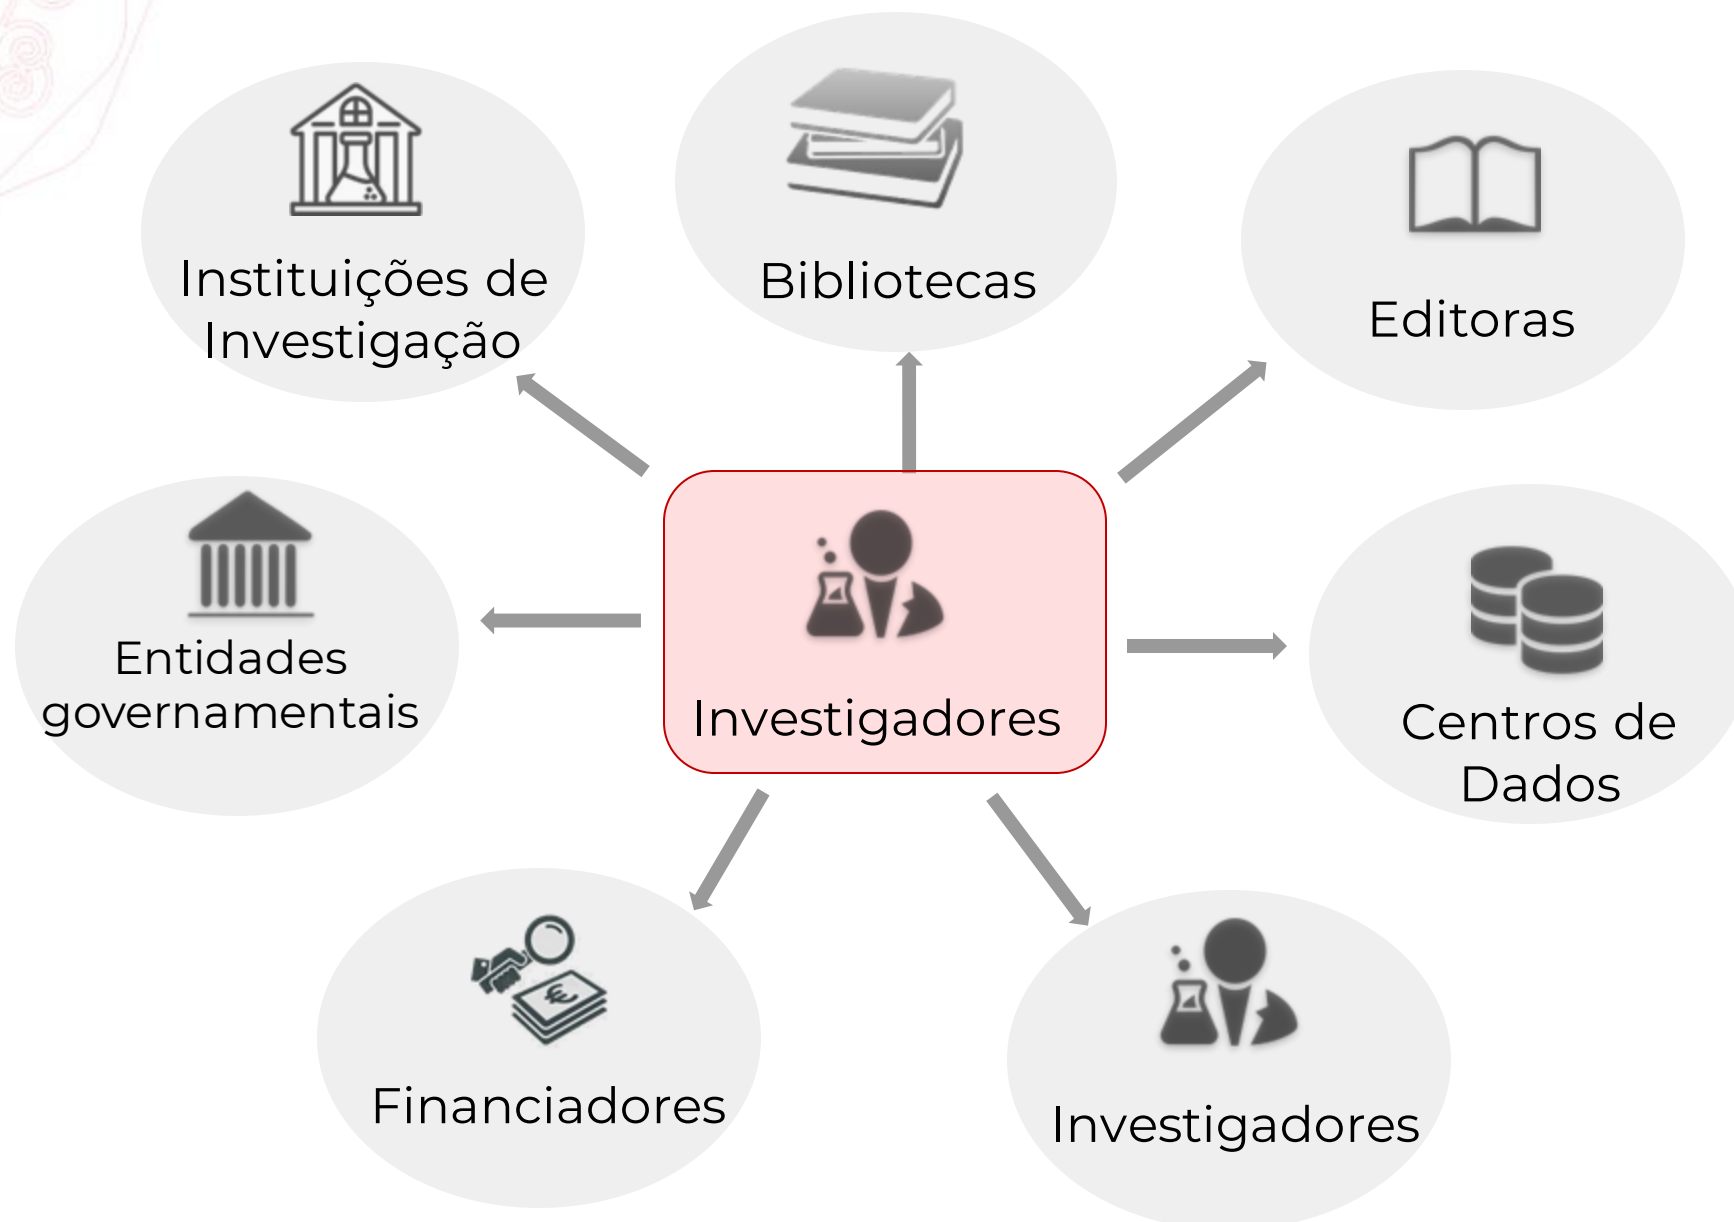 Instituições de
Investigação
Bibliotecas
Editoras
Entidades
governamentais
Investigadores
Centros de
Dados
Financiadores
Investigadores